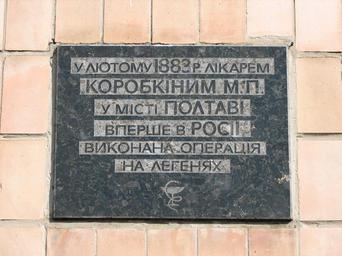 У ЛЮТОМУ 1883 Р. ЛІКАРЕМ
КОРОБКІНИМ М.П.
У МІСТІ ПОЛТАВІ
ВПЕРШЕ В РОСІЇ
ВИКОНАНА ОПЕРАЦІЯ
НА ЛЕГЕНЯХ